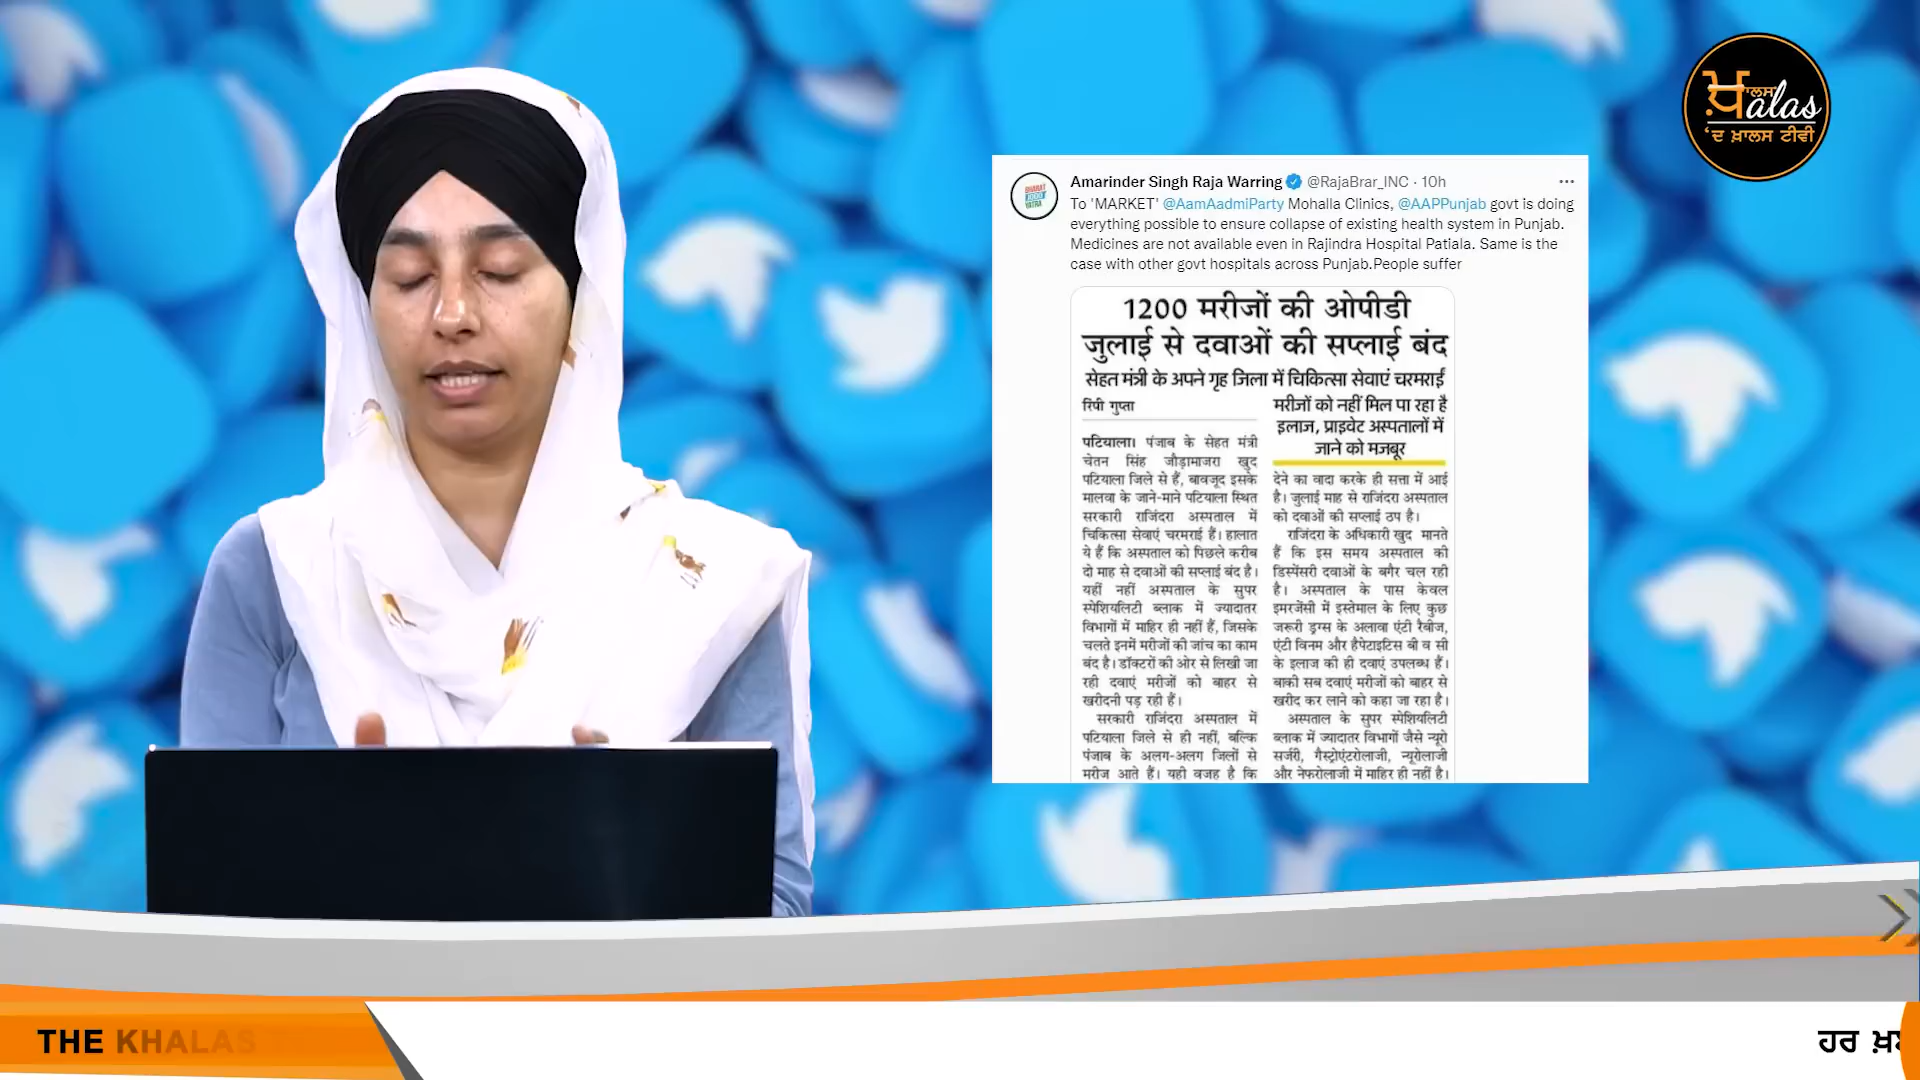 ਖ਼ਾਲਸ
alas
‘ਦ ਖ਼ਾਲਸ ਟੀਵੀ
Amarinder Singh Raja Warring @RajaBrar_INC · 10h
To 'MARKET' @AamAadmiParty Mohalla Clinics, @AAPPunjab govt is doing
everything possible to ensure collapse of existing health system in Punjab.
Medicines are not available even in Rajindra Hospital Patiala. Same is the
case with other govt hospitals across Punjab.People suffer
BHARAT
JODO
YATRA
1200 मरीजों की ओपीडी
जुलाई से दवाओं की सप्लाई बंद
सेहत मंत्री के अपने गृह जिला में चिकित्सा सेवाएं चरमराईं
रिपी गुप्ता
पटियाला। पंजाब के सेहत मंत्री
चेतन सिंह जौड़ामाजरा खुद
पटियाला जिले से हैं, बावजूद इसके
मालवा के जाने-माने पटियाला स्थित
सरकारी राजिंदरा अस्पताल में
चिकित्सा सेवाएं चरमराई हैं। हालात
ये हैं कि अस्पताल को पिछले करीब
दो माह से दवाओं की सप्लाई बंद है।
यहीं नहीं अस्पताल के सुपर
स्पेशियलिटी ब्लाक में ज्यादातर
विभागों में माहिर ही नहीं हैं, जिसके
चलते इनमें मरीजों की जांच का काम
बंद है। डॉक्टरों की ओर से लिखी जा
रही दवाएं मरीजों को बाहर से
खरीदनी पड़ रही हैं।
सरकारी राजिंदरा अस्पताल में
पटियाला जिले से ही नहीं, बल्कि
पंजाब के अलग-अलग जिलों से
मरीज आते हैं। यही वजह है कि
मरीजों को नहीं मिल पा रहा है
इलाज, प्राइवेट अस्पतालों में
जाने को मजबूर
देने का वादा करके ही सत्ता में आई
है। जुलाई माह से राजिंदरा अस्पताल
को दवाओं की सप्लाई ठप है।
राजिंदरा के अधिकारी खुद मानते
हैं कि इस समय अस्पताल की
डिस्पेंसरी दवाओं के बगैर चल रही
है। अस्पताल के पास केवल
इमरजेंसी में इस्तेमाल के लिए कुछ
जरूरी ड्रग्स के अलावा एंटी रैबीज,
एंटी विनम और हैपेटाइटिस बी व सी
के इलाज की ही दवाएं उपलब्ध हैं।
बाकी सब दवाएं मरीजों को बाहर से
खरीद कर लाने को कहा जा रहा है।
अस्पताल के सुपर स्पेशियलिटी
ब्लाक में ज्यादातर विभागों जैसे न्यूरो
सर्जरी, गैस्ट्रोएंटरोलाजी, न्यूरोलाजी
और नेफरोलाजी में माहिर ही नहीं है।
THE KHALAS
ਹਰ